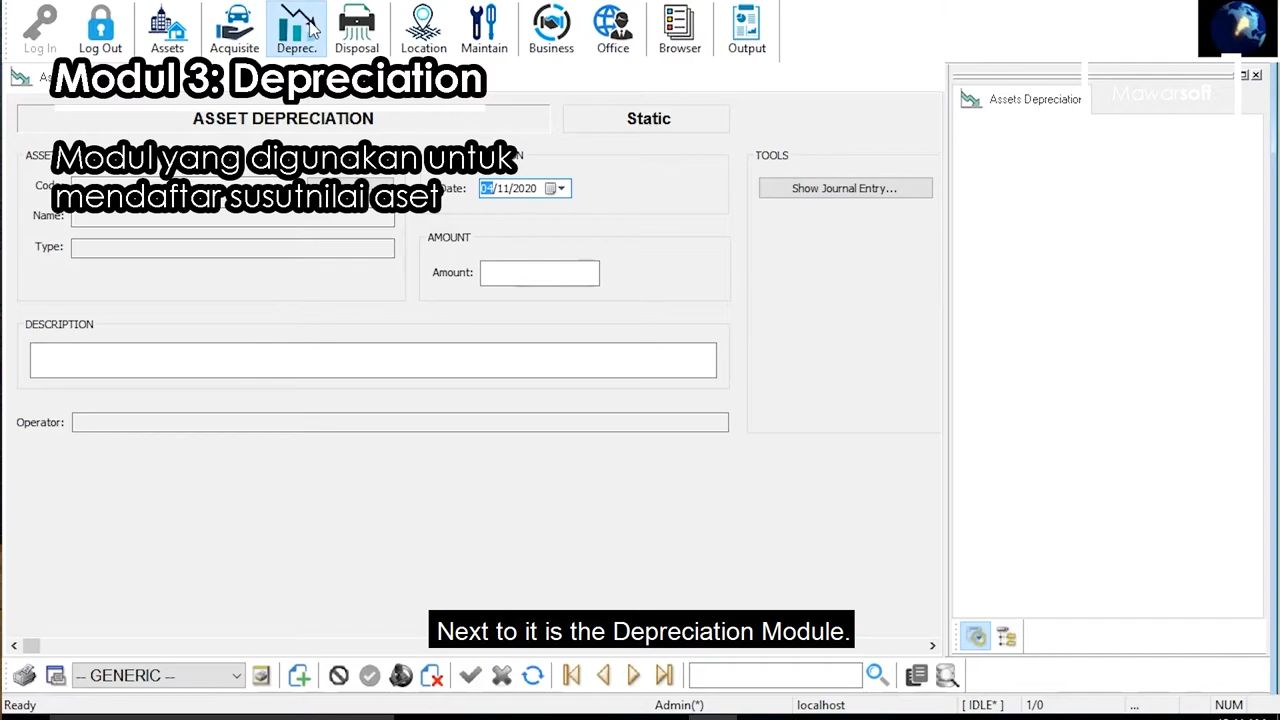 Log In
Log Out
Assets
Acquisite
Deprec.
Disposal
Location
Maintain
Business
Office
Browser
Output
Modul 3: Depreciation
Mawarsoft
Assets Depreciation
ASSET DEPRECIATION
Static
Modul yang digunakan untuk
mendaftar susutnilai aset
TOOLS
Date:
04/11/2020
Show Journal Entry...
Name:
Type:
AMOUNT
Amount:
DESCRIPTION
Operator:
Next to it is the Depreciation Module.
-- GENERIC --
Ready
Admin(*)
localhost
[ IDLE* ]
1/0
...
NUM